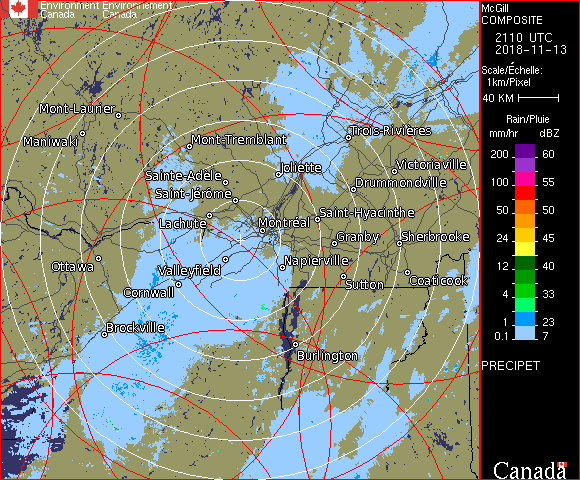 Environment Environnement
Canada Canada
McGill
COMPOSITE
2110 UTC
2018-11-13
Scale/Échelle:
1km/Pixel
40 KM
Rain/Pluie
mm/hr dBZ
200 60
100 55
50 50
24 45
12 40
4 33
1 23
0.1 7
PRECIPET
Canada
Mont-Laurier
Maniwaki
Mont-Tremblant
Trois-Rivières
Joliette
Victoriaville
Sainte-Adèle
Drummondville
Saint-Jérôme
Saint-Hyacinthe
Lachute
Montréal
Granby
Sherbrooke
Ottawa
Valleyfield
Napierville
Cornwall
Sutton
Coaticook
Brockville
Burlington